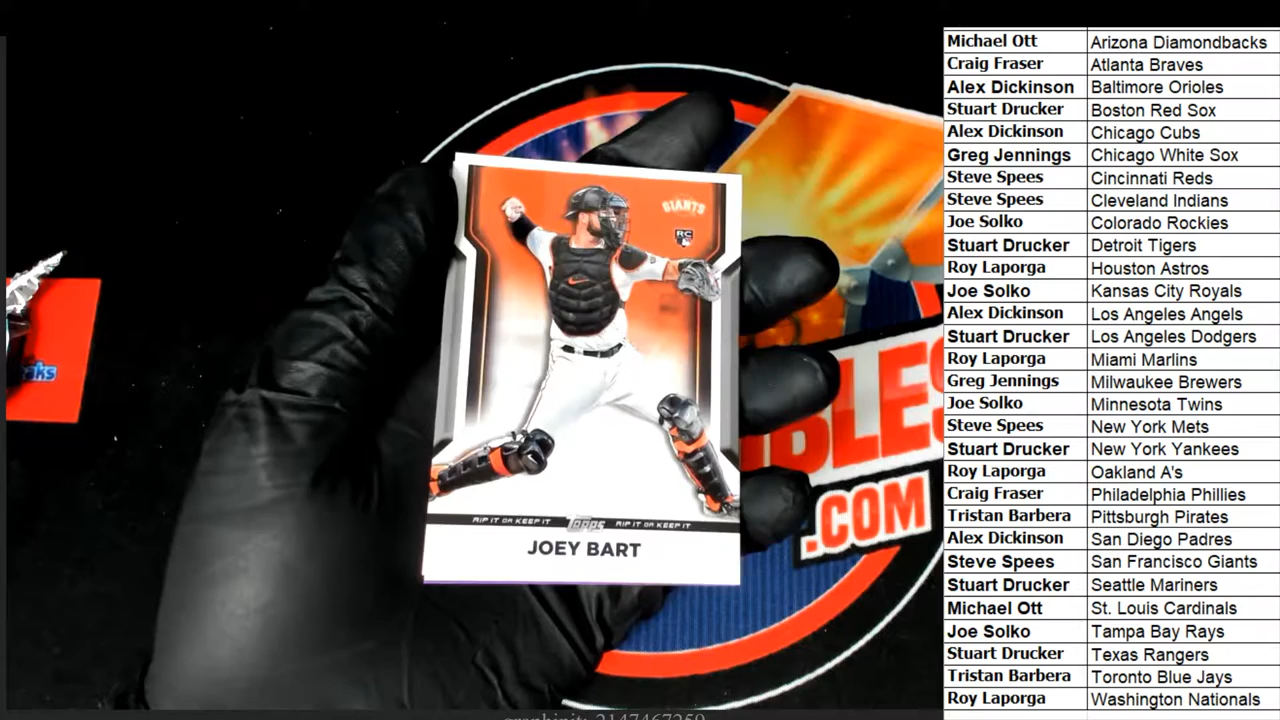 GIANTS
RC
RIP IT OR KEEP IT Topps RIP IT OR KEEP IT
JOEY BART
aks
IBLES
.COM
Michael Ott Arizona Diamondbacks
Craig Fraser Atlanta Braves
Alex Dickinson Baltimore Orioles
Stuart Drucker Boston Red Sox
Alex Dickinson Chicago Cubs
Greg Jennings Chicago White Sox
Steve Spees Cincinnati Reds
Steve Spees Cleveland Indians
Joe Solko Colorado Rockies
Stuart Drucker Detroit Tigers
Roy Laporga Houston Astros
Joe Solko Kansas City Royals
Alex Dickinson Los Angeles Angels
Stuart Drucker Los Angeles Dodgers
Roy Laporga Miami Marlins
Greg Jennings Milwaukee Brewers
Joe Solko Minnesota Twins
Steve Spees New York Mets
Stuart Drucker New York Yankees
Roy Laporga Oakland A's
Craig Fraser Philadelphia Phillies
Tristan Barbera Pittsburgh Pirates
Alex Dickinson San Diego Padres
Steve Spees San Francisco Giants
Stuart Drucker Seattle Mariners
Michael Ott St. Louis Cardinals
Joe Solko Tampa Bay Rays
Stuart Drucker Texas Rangers
Tristan Barbera Toronto Blue Jays
Roy Laporga Washington Nationals